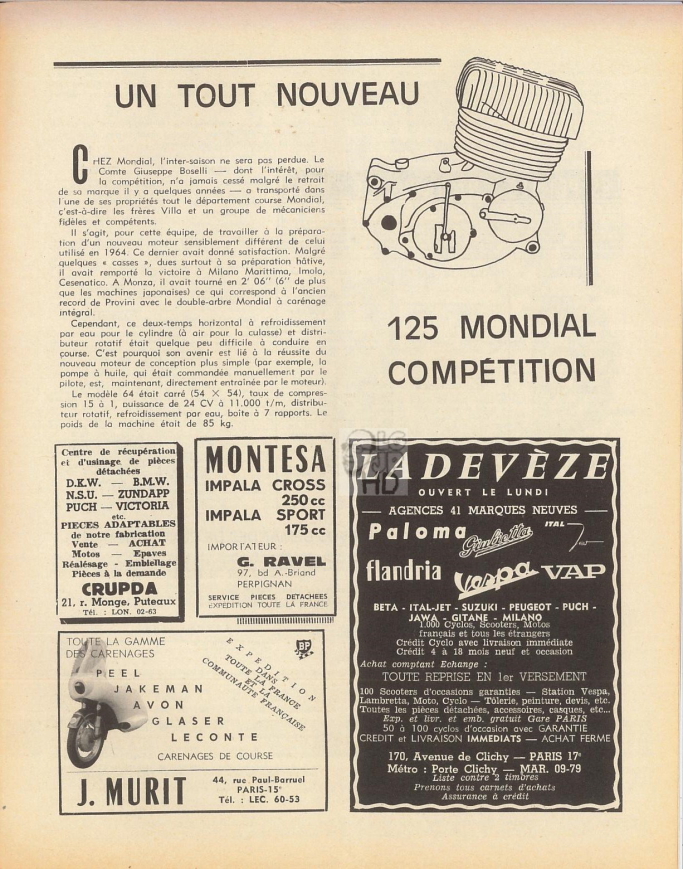 UN TOUT NOUVEAU
125 MONDIAL
COMPÉTITION
CHEZ Mondial, l'inter-saison ne sera pas perdue. Le
Comte Giuseppe Boselli — dont l'intérêt, pour
la compétition, n'a jamais cessé malgré le retrait
de sa marque il y a quelques années — a transporté dans
l'une de ses propriétés tout le département course Mondial,
c'est-à-dire les frères Villa et un groupe de mécaniciens
fidèles et compétents.
Il s'agit, pour cette équipe, de travailler à la prépara-
tion d'un nouveau moteur sensiblement différent de celui
utilisé en 1964. Ce dernier avait donné satisfaction. Malgré
quelques « casses », dues surtout à sa préparation hâtive,
il avait remporté la victoire à Milano Marittima, Imola,
Cesenatico. A Monza, il avait tourné en 2' 06'' (6'' de plus
que les machines japonaises) ce qui correspond à l'ancien
record de Provini avec le double-arbre Mondial à carénage
intégral.
Cependant, ce deux-temps horizontal à refroidissement
par eau pour le cylindre (à air pour la culasse) et distri-
buteur rotatif était quelque peu difficile à conduire en
course. C'est pourquoi son avenir est lié à la réussite du
nouveau moteur de conception plus simple (par exemple, la
pompe à huile, qui était commandée manuellement par le
pilote, est, maintenant, directement entraînée par le moteur).
Le modèle 64 était carré (54 × 54), taux de compres-
sion 15 à 1, puissance de 24 CV à 11.000 t/m, distribu-
teur rotatif, refroidissement par eau, boîte à 7 rapports. Le
poids de la machine était de 85 kg.
Centre de récupération
et d'usinage de pièces
détachées
D.K.W. — B.M.W.
N.S.U. — ZUNDAPP
PUCH — VICTORIA
etc.
PIECES ADAPTABLES
de notre fabrication
Vente — ACHAT
Motos — Epaves
Réalésage - Embiellage
Pièces à la demande
CRUPDA
21, r. Monge, Puteaux
Tél. : LON. 02-63
MONTESA
IMPALA CROSS
250 cc
IMPALA SPORT
175 cc
IMPORTATEUR :
G. RAVEL
97, bd A.-Briand
PERPIGNAN
SERVICE PIECES DETACHEES
EXPEDITION TOUTE LA FRANCE
TOUTE LA GAMME
DES CARENAGES
PEEL
JAKEMAN
AVON
GLASER
LECONTE
CARENAGES DE COURSE
EXPEDITION
DANS
TOUTE LA FRANCE
ET LA
COMMUNAUTÉ FRANÇAISE
BP
J. MURIT
44, rue Paul-Barruel
PARIS-15e
Tél. : LEC. 60-53
LADEVÈZE
OUVERT LE LUNDI
— AGENCES 41 MARQUES NEUVES —
Paloma Giulietta ITAL
flandria Vespa VAP
BETA - ITAL-JET - SUZUKI - PEUGEOT - PUCH -
JAWA - GITANE - MILANO
1.000 Cyclos, Scooters, Motos
français et tous les étrangers
Crédit Cyclo avec livraison immédiate
Crédit 4 à 18 mois neuf et occasion
Achat comptant Echange :
TOUTE REPRISE EN 1er VERSEMENT
100 Scooters d'occasions garanties — Station Vespa,
Lambretta, Moto, Cyclo — Tôlerie, peinture, devis, etc.
Toutes les pièces détachées, accessoires, casques, etc...
Exp. et livr. et emb. gratuit Gare PARIS
50 à 100 cyclos d'occasion avec GARANTIE
CREDIT et LIVRAISON IMMEDIATS — ACHAT FERME
170, Avenue de Clichy — PARIS 17e
Métro : Porte Clichy — MAR. 09-79
Liste contre 2 timbres
Prenons tous carnets d'achats
Assurance à crédit